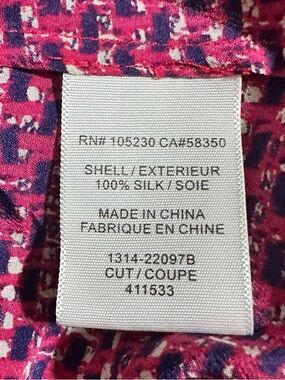 RN# 105230 CA#58350
SHELL / EXTERIEUR
100% SILK / SOIE
MADE IN CHINA
FABRIQUE EN CHINE
1314-22097B
CUT / COUPE
411533